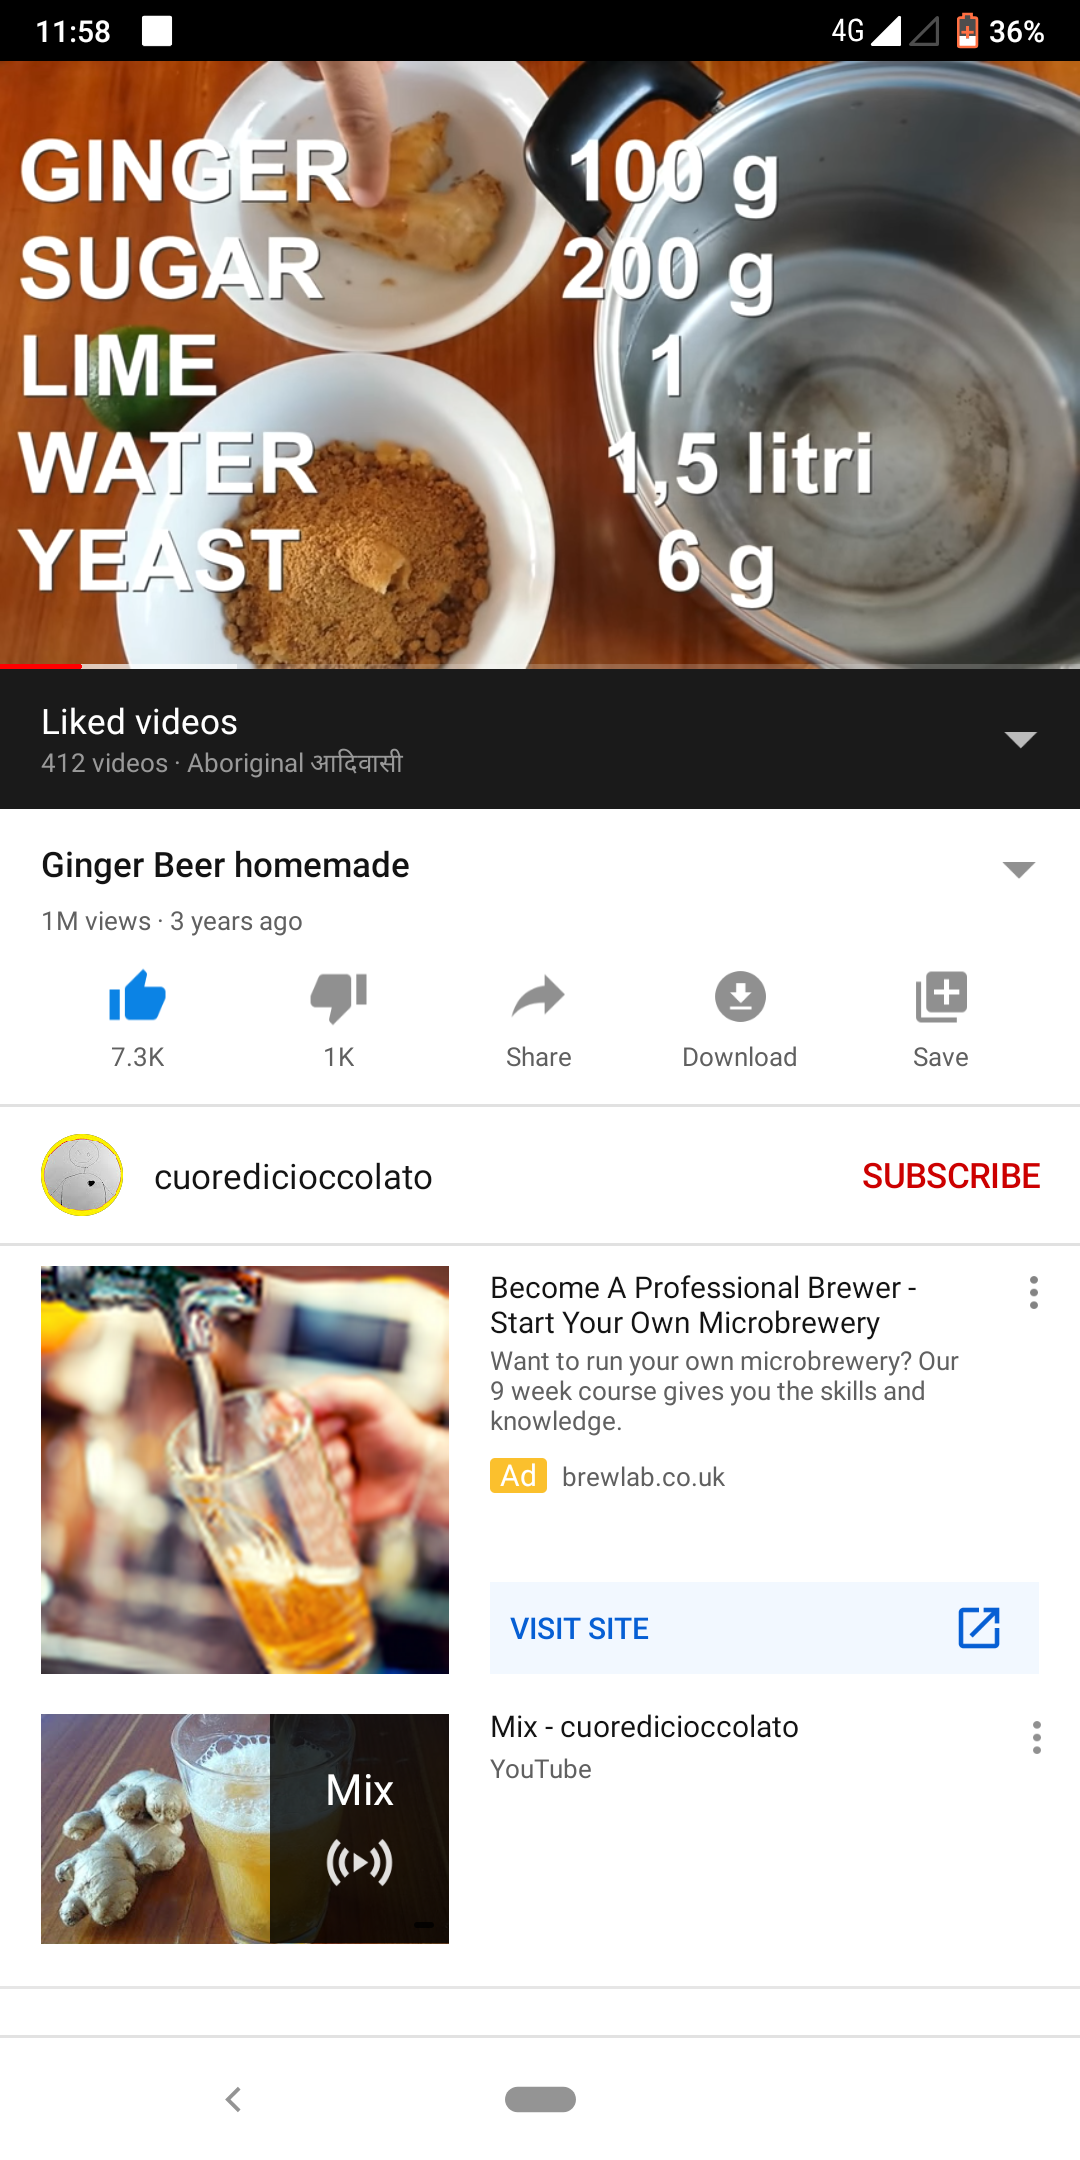 11:58
4G 36%
GINGER 100 g
SUGAR 200 g
LIME 1
WATER 1,5 litri
YEAST 6 g
Liked videos
412 videos · Aboriginal आदिवासी
Ginger Beer homemade
1M views · 3 years ago
7.3K 1K Share Download Save
cuoredicioccolato SUBSCRIBE
Become A Professional Brewer -
Start Your Own Microbrewery
Want to run your own microbrewery? Our
9 week course gives you the skills and
knowledge.
Ad brewlab.co.uk
VISIT SITE
Mix - cuoredicioccolato
YouTube
Mix